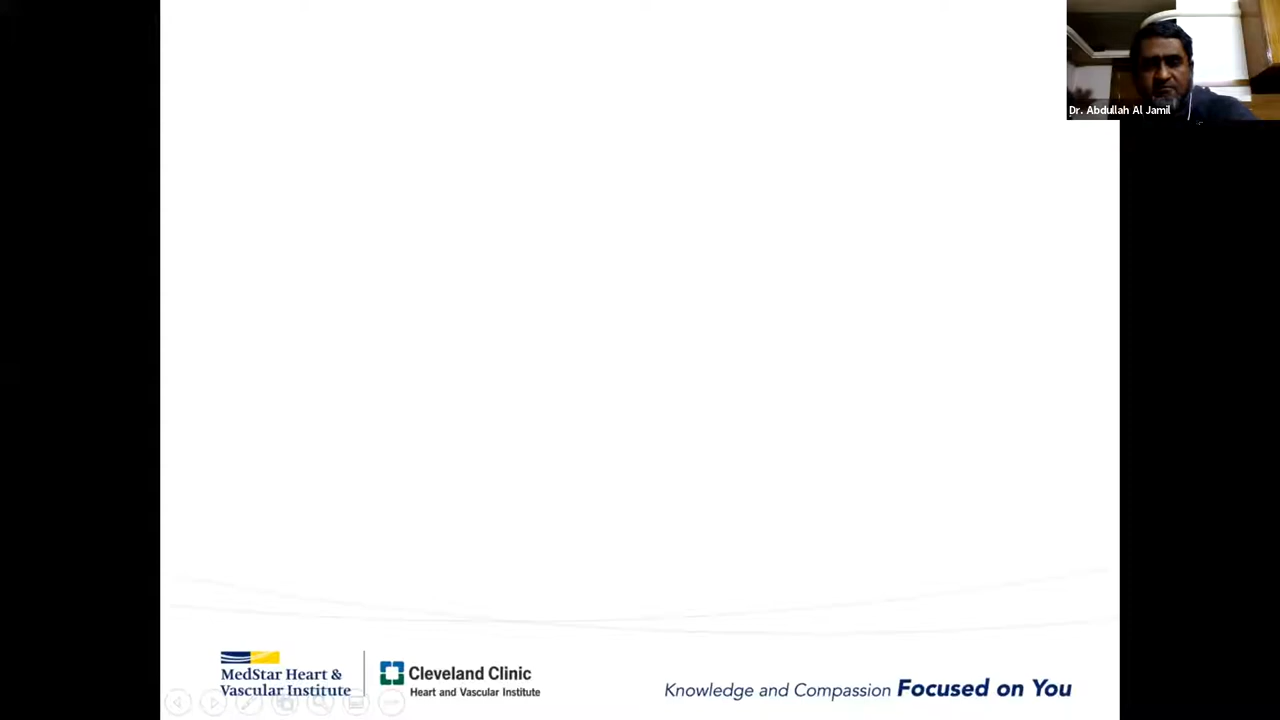 Dr. Abdullah Al Jamil
MedStar Heart &
Vascular Institute
Cleveland Clinic
Heart and Vascular Institute
Knowledge and Compassion Focused on You